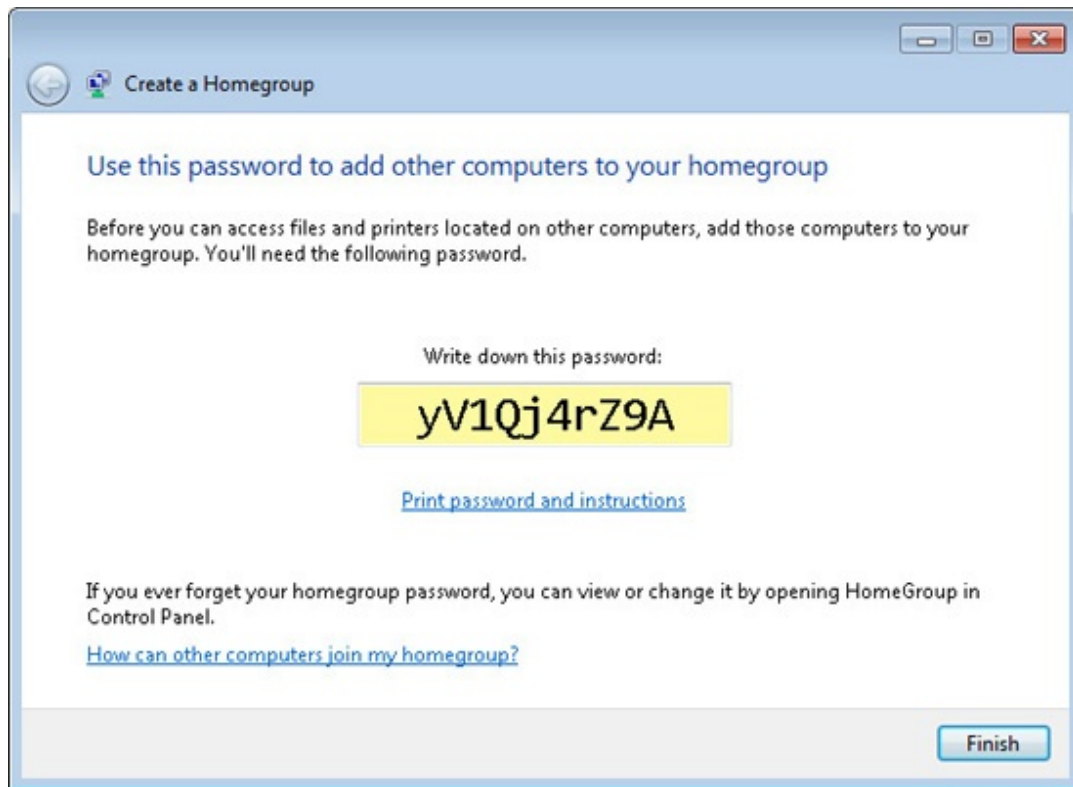 Create a Homegroup
Use this password to add other computers to your homegroup
Before you can access files and printers located on other computers, add those computers to your
homegroup. You'll need the following password.
Write down this password:
yV1Qj4rZ9A
Print password and instructions
If you ever forget your homegroup password, you can view or change it by opening HomeGroup in
Control Panel.
How can other computers join my homegroup?
Finish